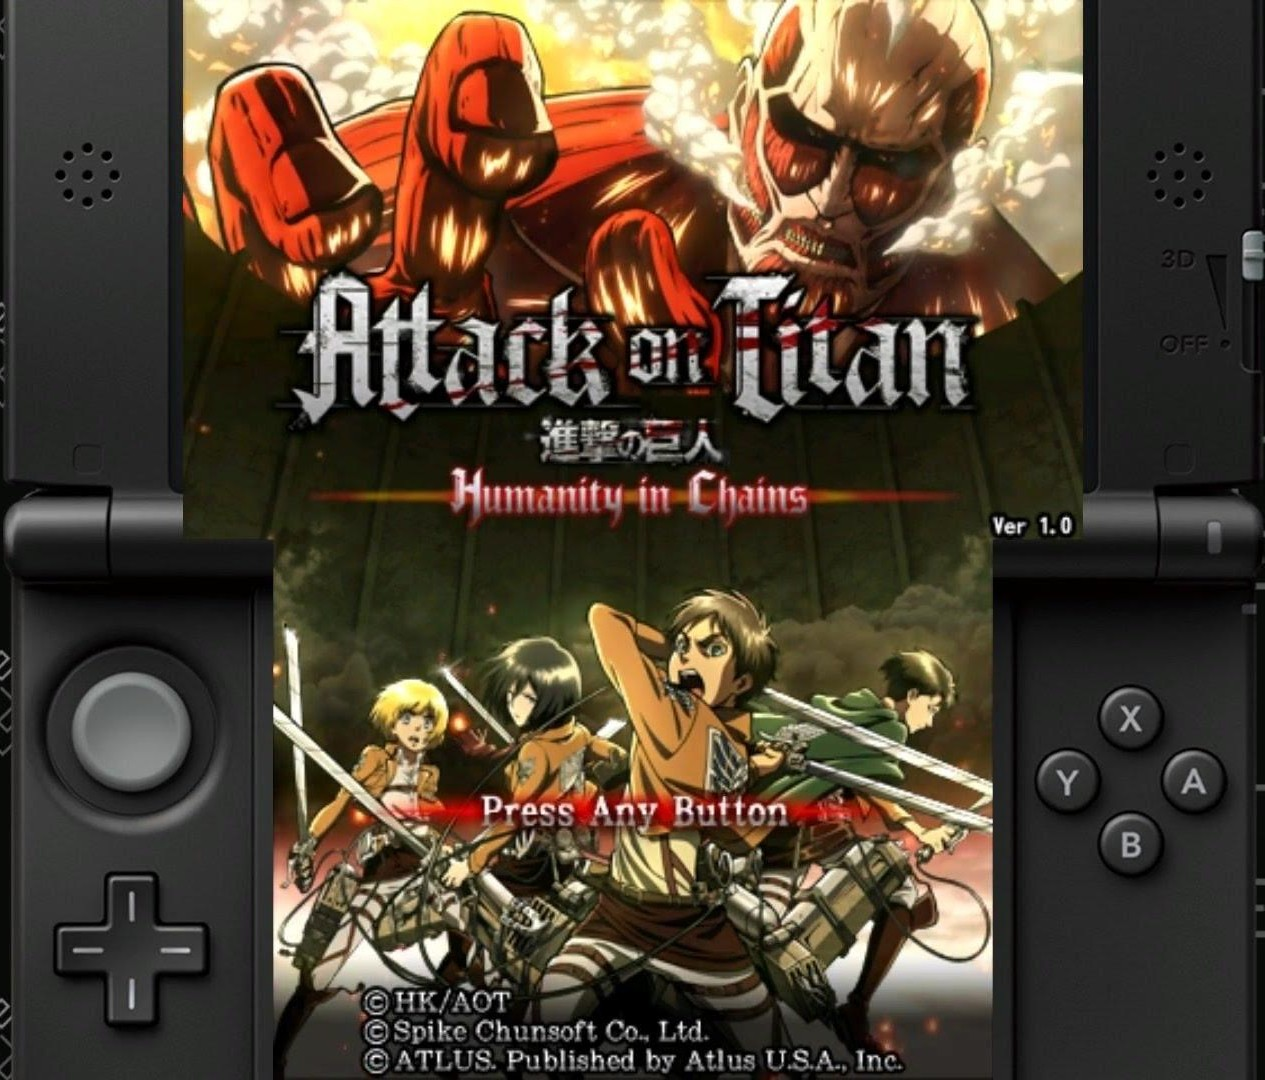 Attack on Titan
進撃の巨人
Humanity in Chains
Ver 1.0
3D
OFF
Press Any Button
X
Y
A
B
© HK/AOT
© Spike Chunsoft Co., Ltd.
© ATLUS. Published by Atlus U.S.A., Inc.